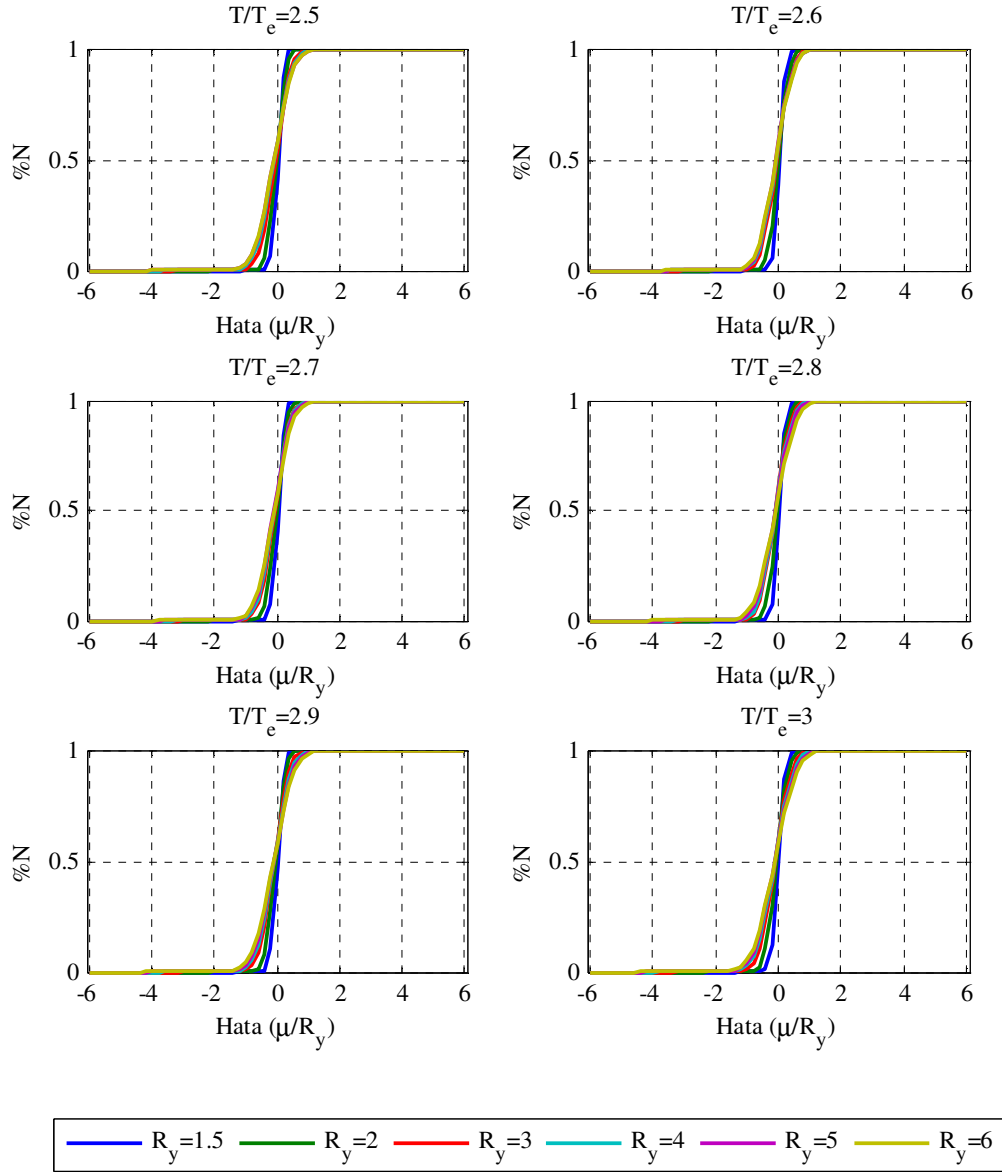 T/T_e=2.5
1
0.5
0
%N
-6 -4 -2 0 2 4 6
Hata (μ/R_y)
T/T_e=2.6
1
0.5
0
%N
-6 -4 -2 0 2 4 6
Hata (μ/R_y)
T/T_e=2.7
1
0.5
0
%N
-6 -4 -2 0 2 4 6
Hata (μ/R_y)
T/T_e=2.8
1
0.5
0
%N
-6 -4 -2 0 2 4 6
Hata (μ/R_y)
T/T_e=2.9
1
0.5
0
%N
-6 -4 -2 0 2 4 6
Hata (μ/R_y)
T/T_e=3
1
0.5
0
%N
-6 -4 -2 0 2 4 6
Hata (μ/R_y)
R_y=1.5 R_y=2 R_y=3 R_y=4 R_y=5 R_y=6